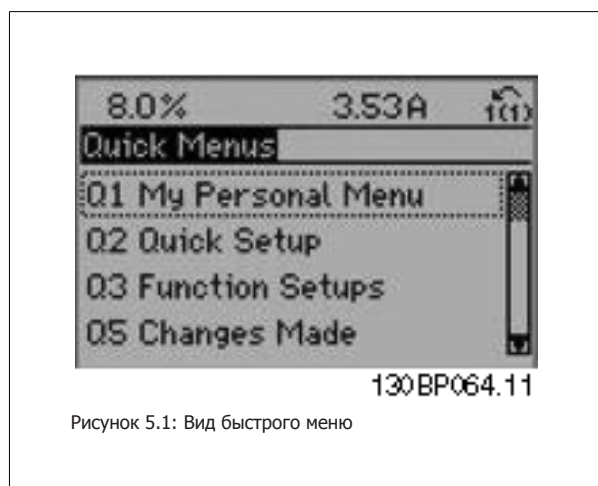 8.0% 3.53A 1(1)
Quick Menus
Q1 My Personal Menu
Q2 Quick Setup
Q3 Function Setups
Q5 Changes Made
130BP064.11
Рисунок 5.1: Вид быстрого меню